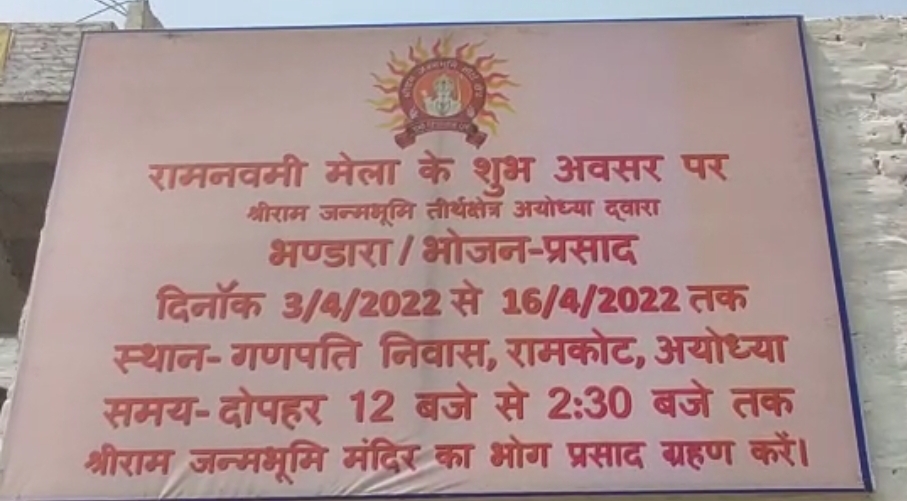 रामनवमी मेला के शुभ अवसर पर
श्रीराम जन्मभूमि तीर्थक्षेत्र अयोध्या द्वारा
भण्डारा / भोजन-प्रसाद
दिनॉक 3/4/2022 से 16/4/2022 तक
स्थान- गणपति निवास, रामकोट, अयोध्या
समय- दोपहर 12 बजे से 2:30 बजे तक
श्रीराम जन्मभूमि मंदिर का भोग प्रसाद ग्रहण करें।